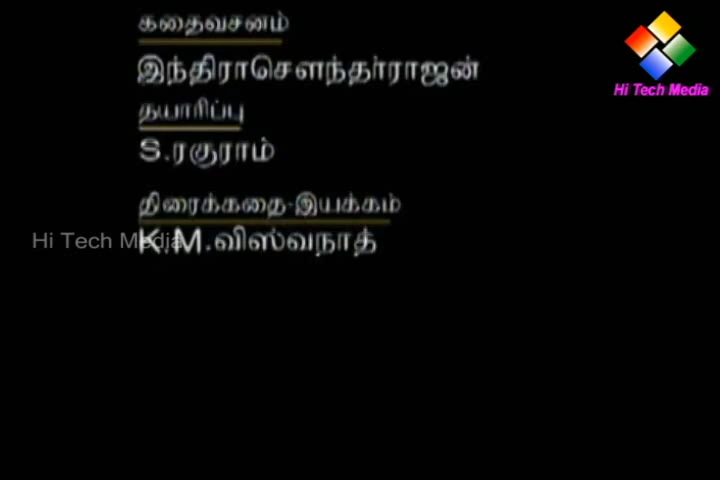 கதைவசனம்
இந்திராசௌந்தர்ராஜன்
தயாரிப்பு
S.ரகுராம்
திரைக்கதை-இயக்கம்
K.M.விஸ்வநாத்
Hi Tech Media
Hi Tech Media